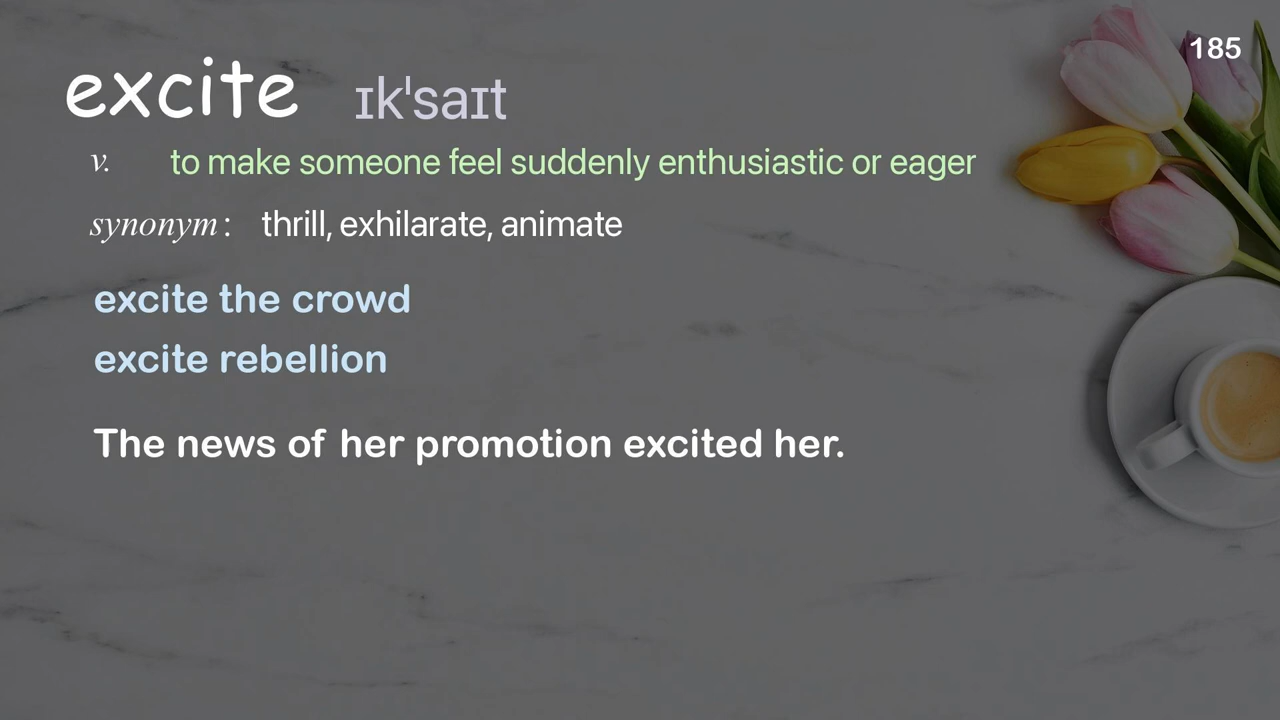 185
excite ɪkˈsaɪt
v. to make someone feel suddenly enthusiastic or eager
synonym: thrill, exhilarate, animate
excite the crowd
excite rebellion
The news of her promotion excited her.